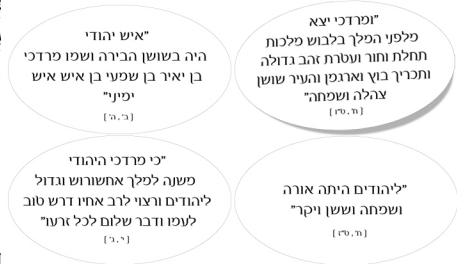 "ומרדכי יצא
מלפני המלך בלבוש מלכות
תחלת וחור ועטרת זהב גדולה
ותכריך בוץ וארגמן והעיר שושן
צהלה ושמחה"
[ח', ט"ו]
"איש יהודי
היה בשושן הבירה ושמו מרדכי
בן יאיר בן שמעי בן איש איש
ימיני"
[ב', ה']
"ליהודים היתה אורה
ושמחה וששן ויקר"
[ח', ט"ז]
"כי מרדכי היהודי
משנה למלך אחשורוש וגדול
ליהודים ורצוי לרב אחיו דרש טוב
לעמו ודבר שלום לכל זרעו"
[י', ג']